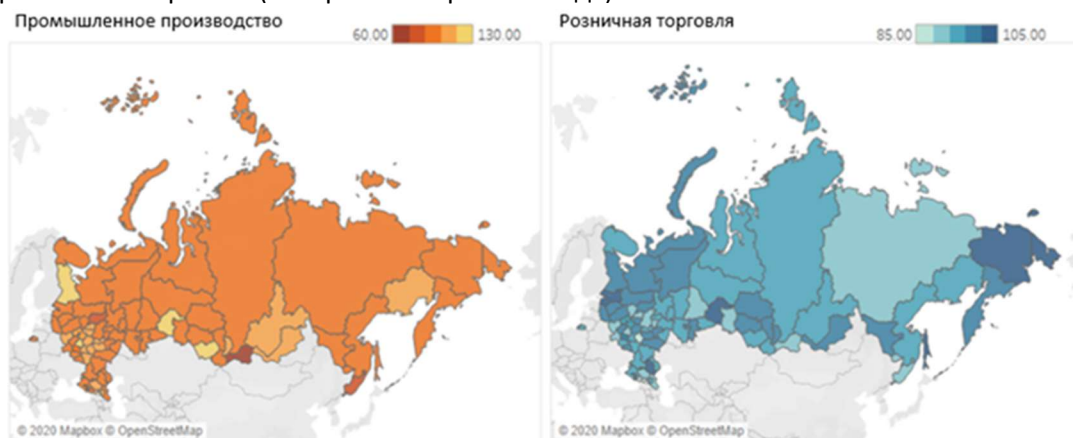 Промышленное производство
60.00 130.00
Розничная торговля
85.00 105.00
© 2020 Mapbox © OpenStreetMap
© 2020 Mapbox © OpenStreetMap